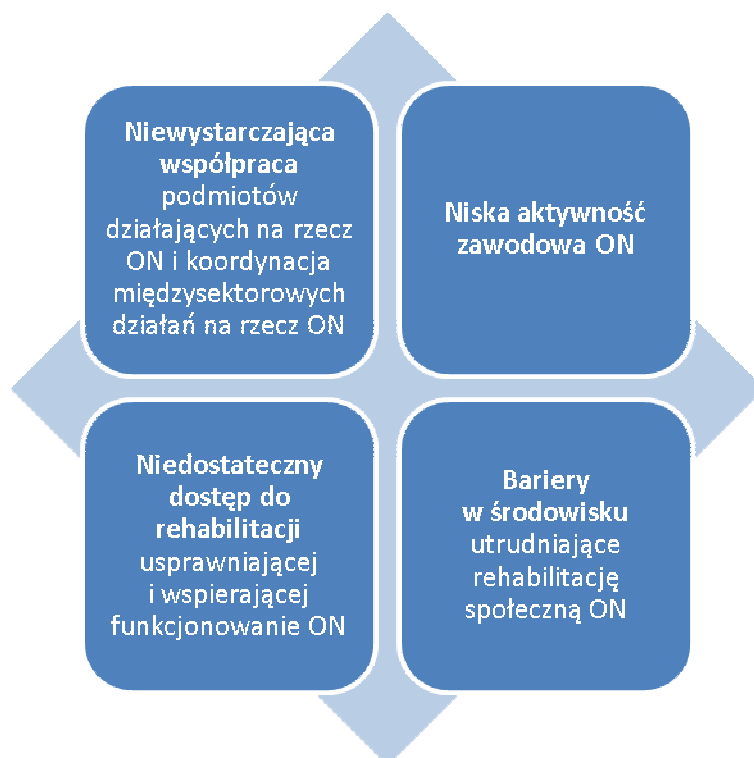 Niewystarczająca
współpraca
podmiotów
działających na rzecz
ON i koordynacja
międzysektorowych
działań na rzecz ON
Niska aktywność
zawodowa ON
Niedostateczny
dostęp do
rehabilitacji
usprawniającej
i wspierającej
funkcjonowanie ON
Bariery
w środowisku
utrudniające
rehabilitację
społeczną ON